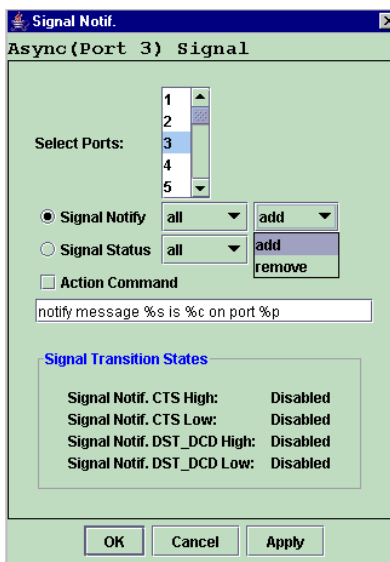 Signal Notif.
Async(Port 3) Signal
1
2
Select Ports: 3
4
5
Signal Notify all add
Signal Status all add
remove
Action Command
notify message %s is %c on port %p
Signal Transition States
Signal Notif. CTS High: Disabled
Signal Notif. CTS Low: Disabled
Signal Notif. DST_DCD High: Disabled
Signal Notif. DST_DCD Low: Disabled
OK Cancel Apply